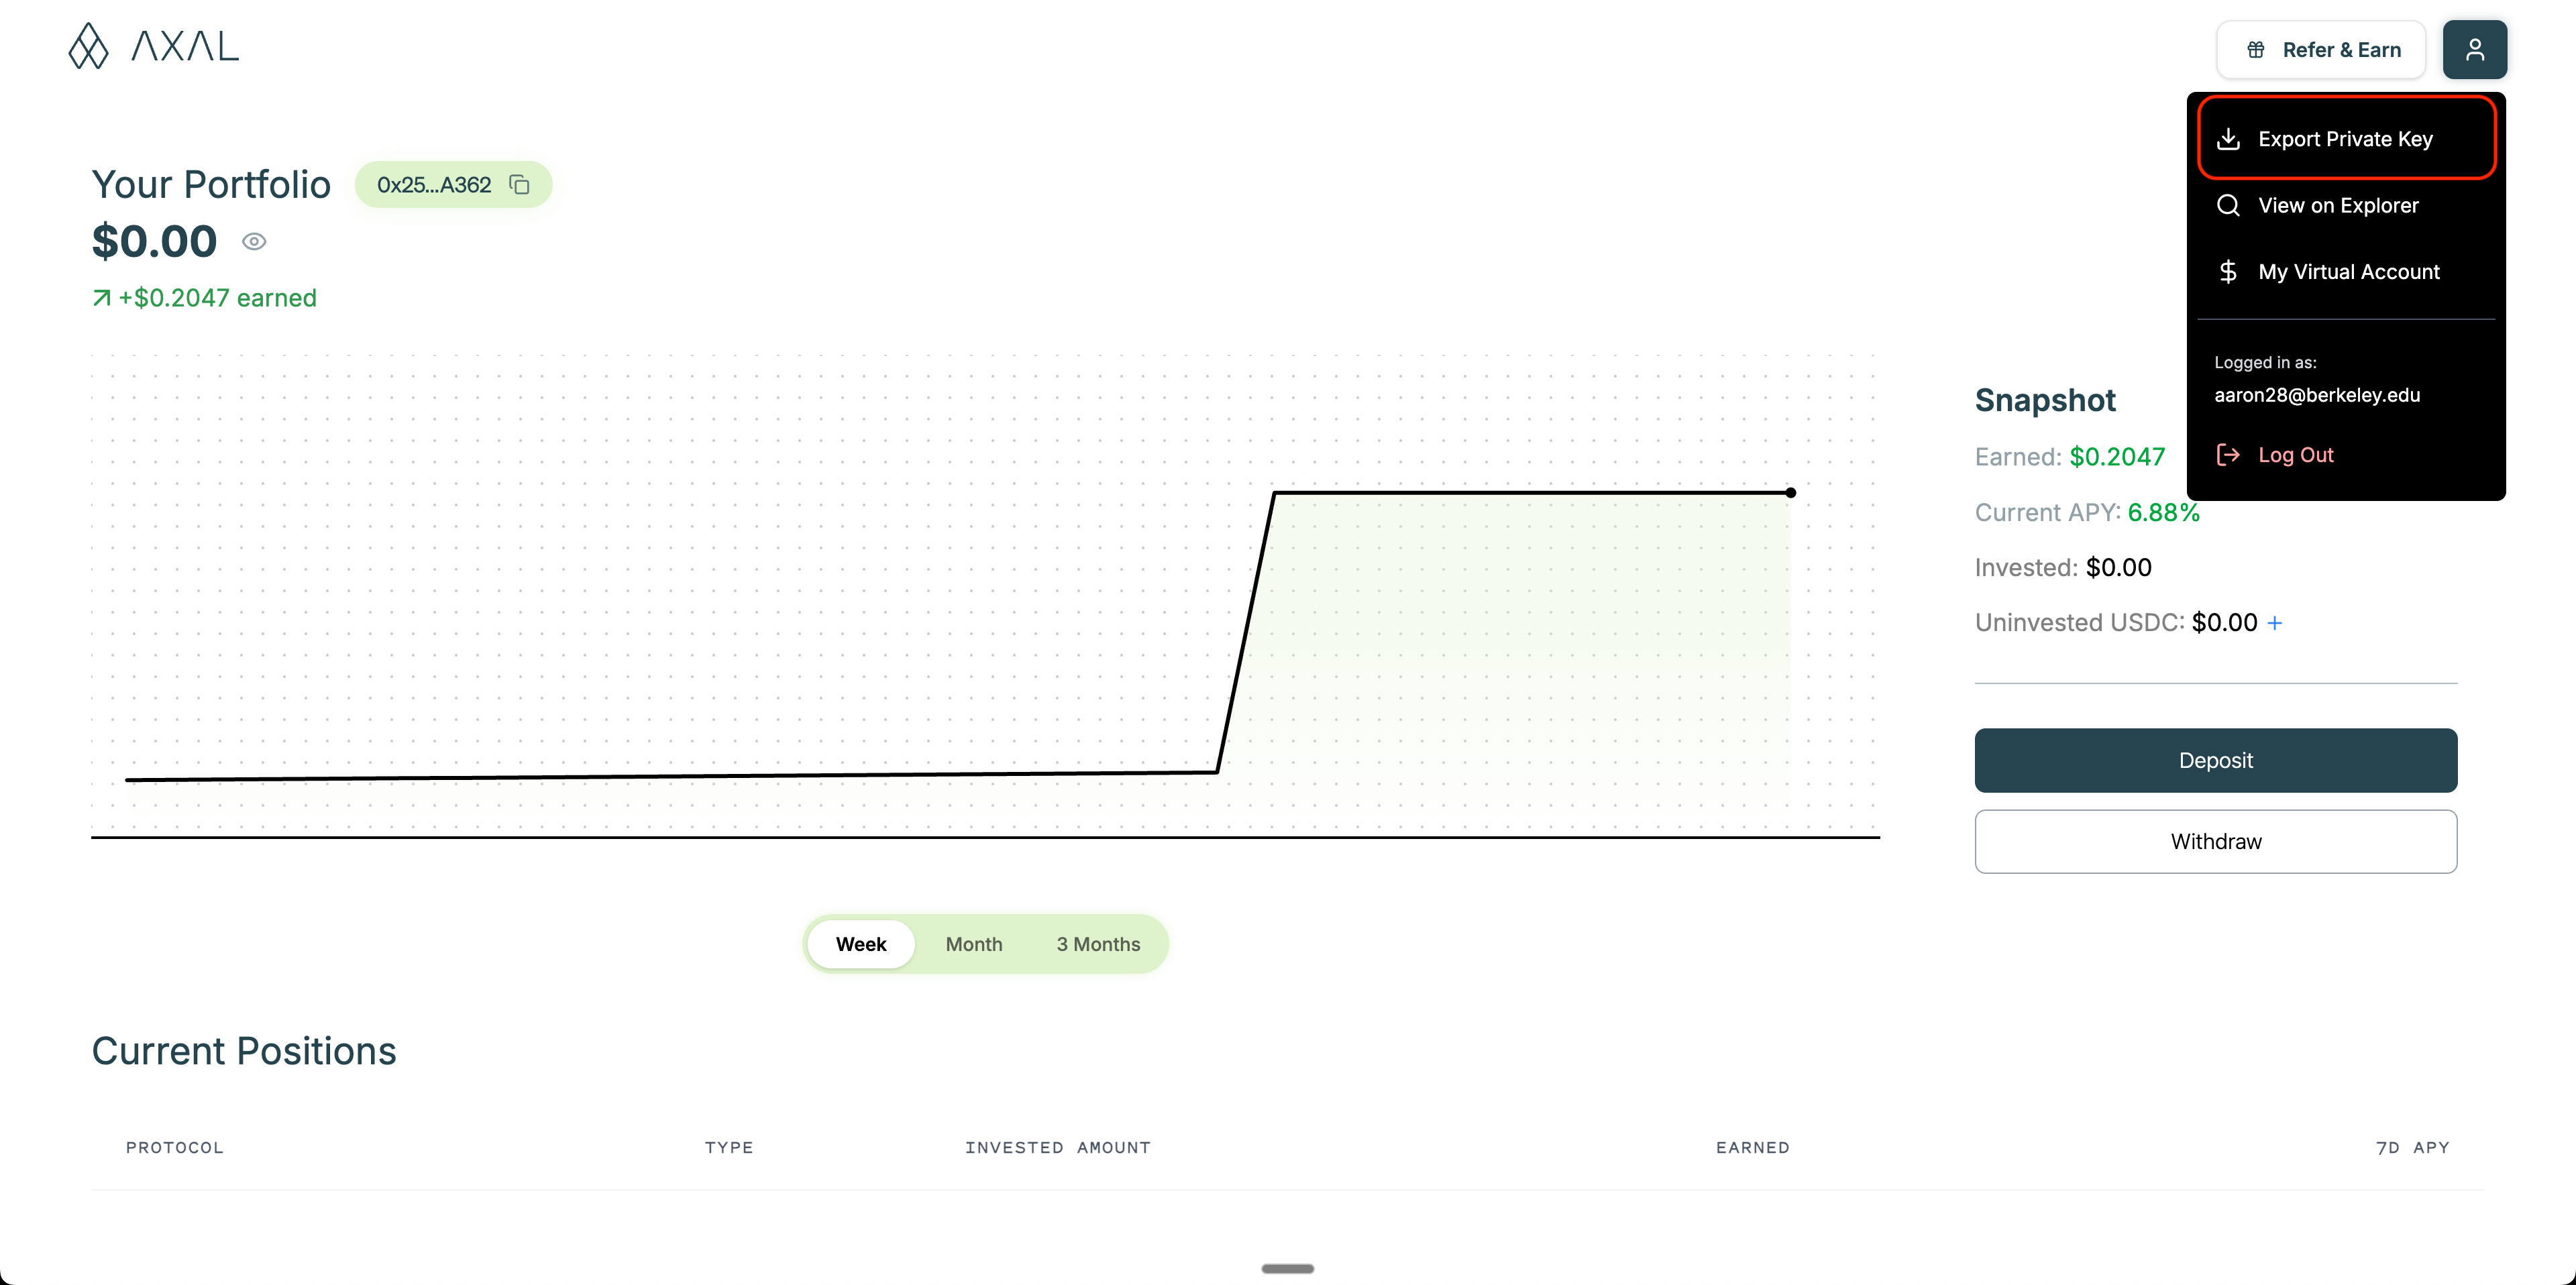 AXAL
Refer & Earn
Export Private Key
View on Explorer
My Virtual Account
Logged in as:
aaron28@berkeley.edu
Log Out
Your Portfolio
0x25...A362
$0.00
+$0.2047 earned
Snapshot
Earned: $0.2047
Current APY: 6.88%
Invested: $0.00
Uninvested USDC: $0.00 +
Deposit
Withdraw
Week Month 3 Months
Current Positions
PROTOCOL TYPE INVESTED AMOUNT EARNED 7D APY